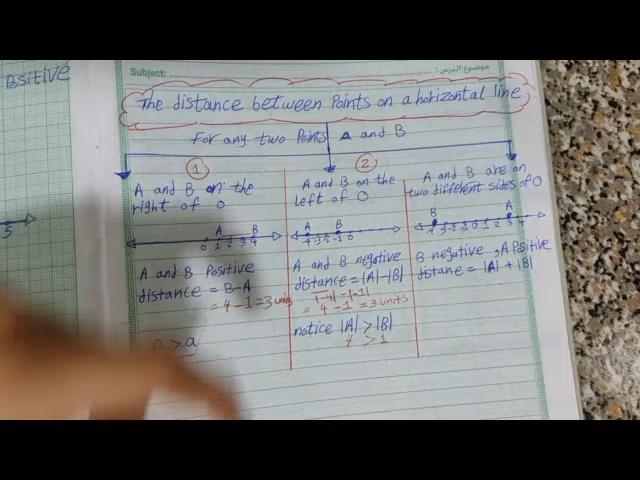 Positive
Subject:
موضوع الدرس:
The distance between Points on a horizontal line
For any two Points A and B
1
A and B on the
right of 0
A B
0 1 2 3 4
A and B Positive
distance = B-A
= 4-1=3 units
> a
2
A and B on the
left of 0
A B
-4 -3 -2 -1 0
A and B negative
distance=|A|-|B|
|-4|-|-1|
= 4-1 =3 units
notice |A|>|B|
4 > 1
A and B are on
two different sides of 0
B A
-4 -3 -2 -1 0 1 2 3 4
B negative , A Positive
distane = |A|+|B|
5